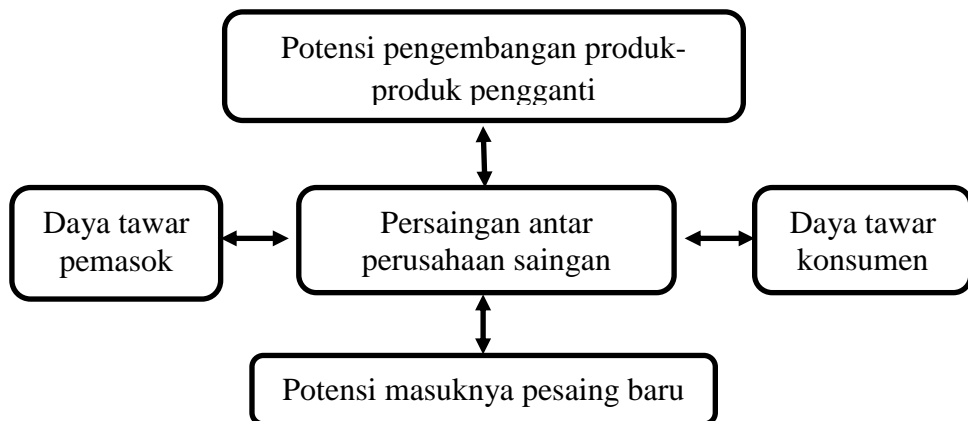 Potensi pengembangan produk-
produk pengganti
Daya tawar
pemasok
Persaingan antar
perusahaan saingan
Daya tawar
konsumen
Potensi masuknya pesaing baru